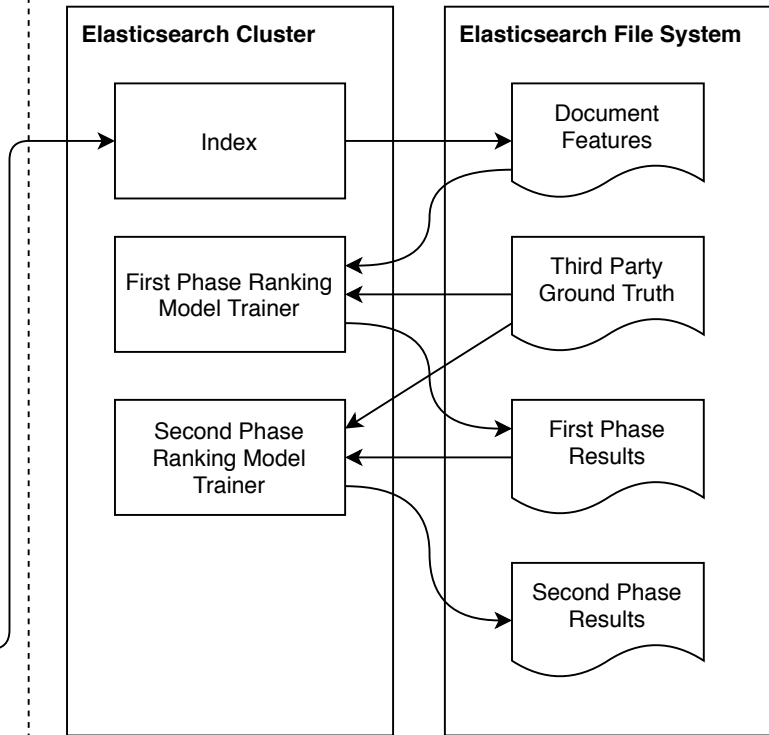 Elasticsearch Cluster
Elasticsearch File System
Index
Document
Features
First Phase Ranking
Model Trainer
Third Party
Ground Truth
Second Phase
Ranking Model
Trainer
First Phase
Results
Second Phase
Results